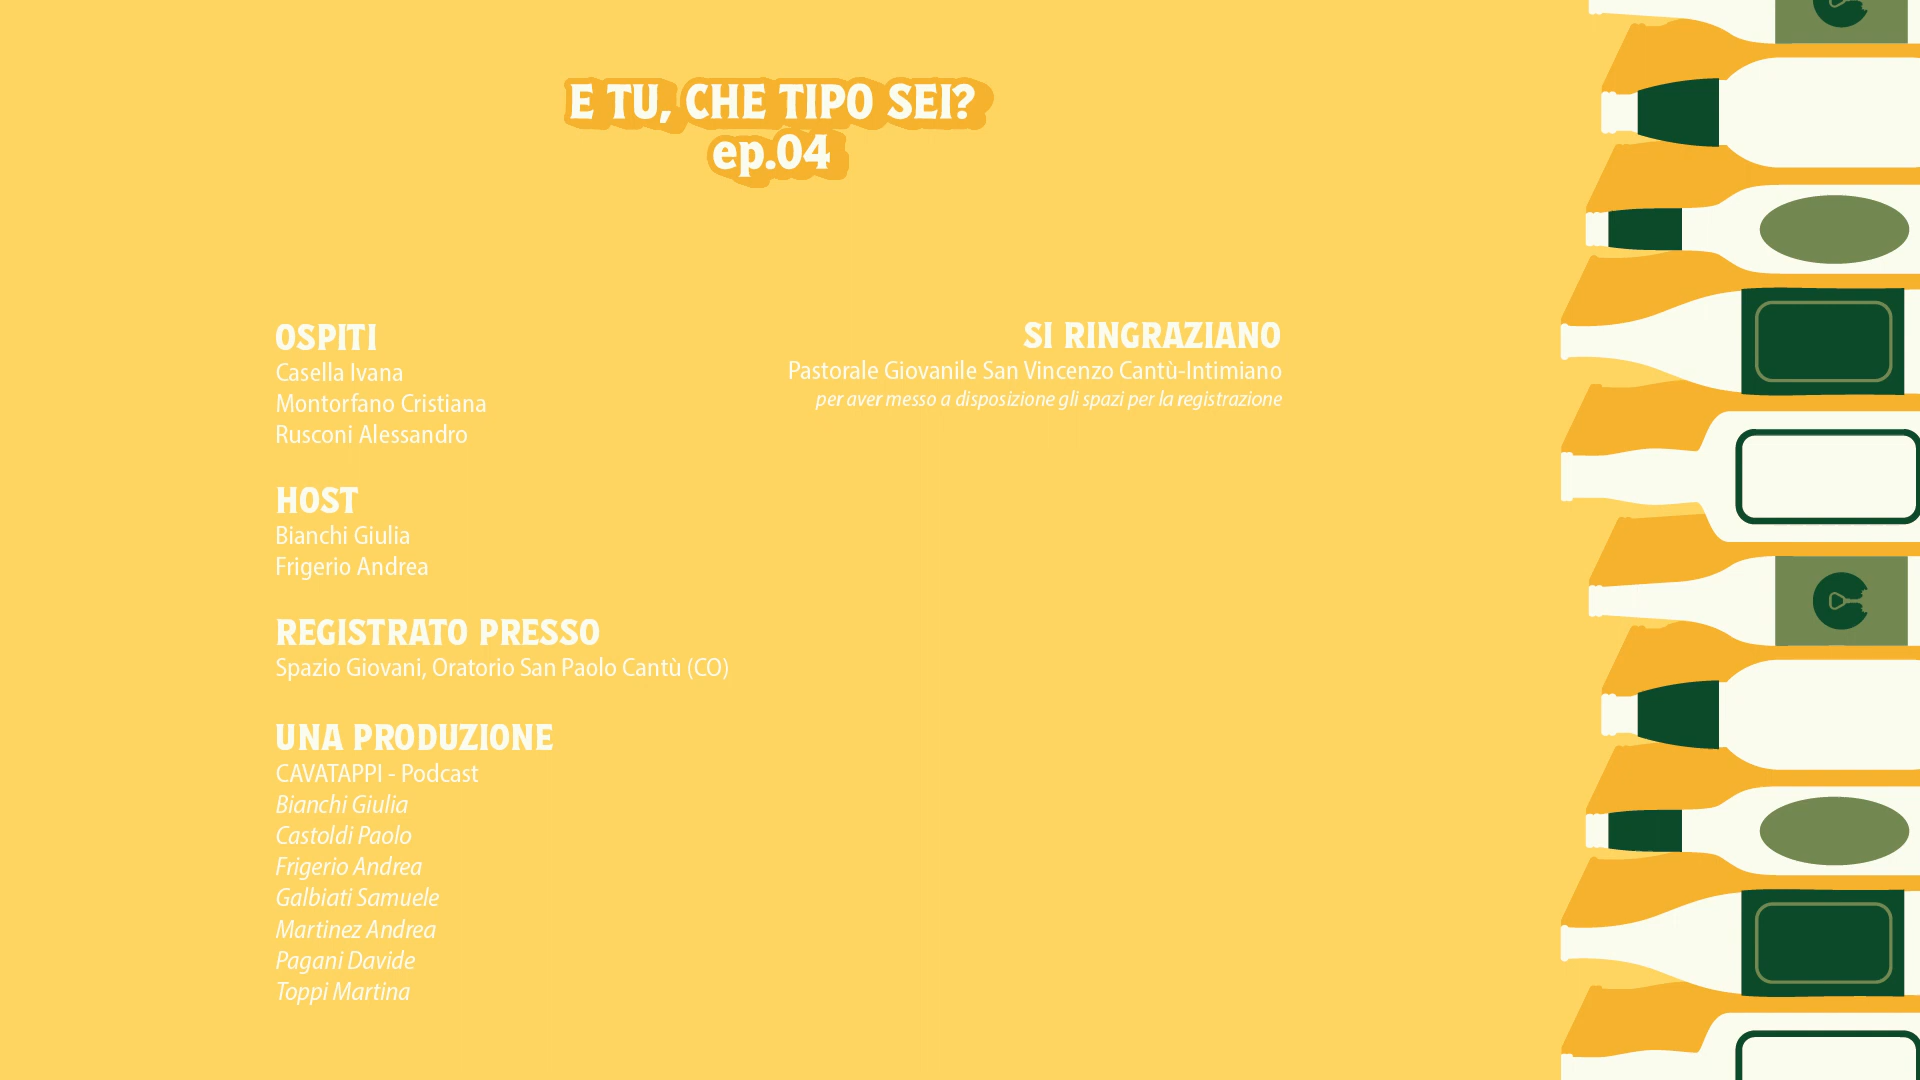 E TU, CHE TIPO SEI?
ep.04
OSPITI
Casella Ivana
Montorfano Cristiana
Rusconi Alessandro
HOST
Bianchi Giulia
Frigerio Andrea
REGISTRATO PRESSO
Spazio Giovani, Oratorio San Paolo Cantù (CO)
UNA PRODUZIONE
CAVATAPPI - Podcast
Bianchi Giulia
Castoldi Paolo
Frigerio Andrea
Galbiati Samuele
Martinez Andrea
Pagani Davide
Toppi Martina
SI RINGRAZIANO
Pastorale Giovanile San Vincenzo Cantù-Intimiano
per aver messo a disposizione gli spazi per la registrazione